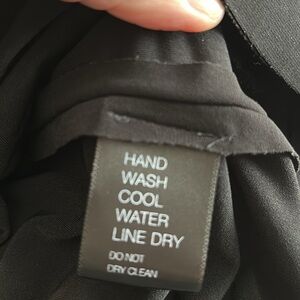 HAND
WASH
COOL
WATER
LINE DRY
DO NOT
DRY CLEAN